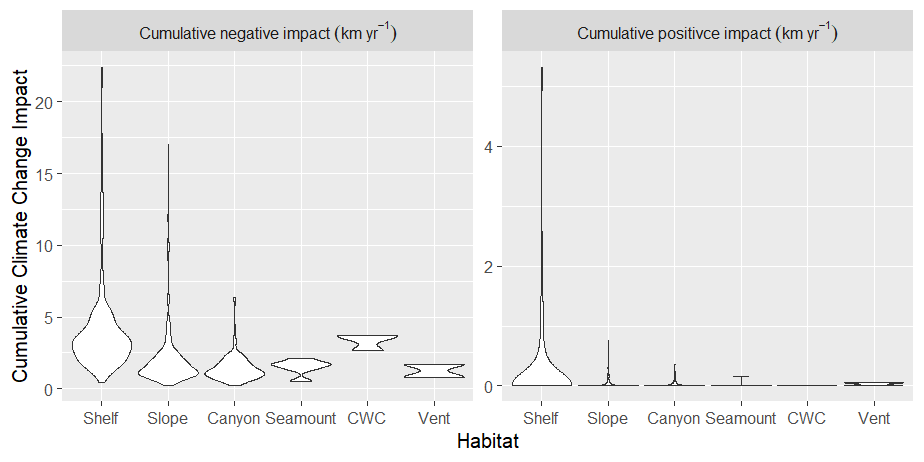 Cumulative negative impact (km yr⁻¹)
Cumulative positivce impact (km yr⁻¹)
Cumulative Climate Change Impact
20
15
10
5
0
4
2
0
Shelf Slope Canyon Seamount CWC Vent
Shelf Slope Canyon Seamount CWC Vent
Habitat